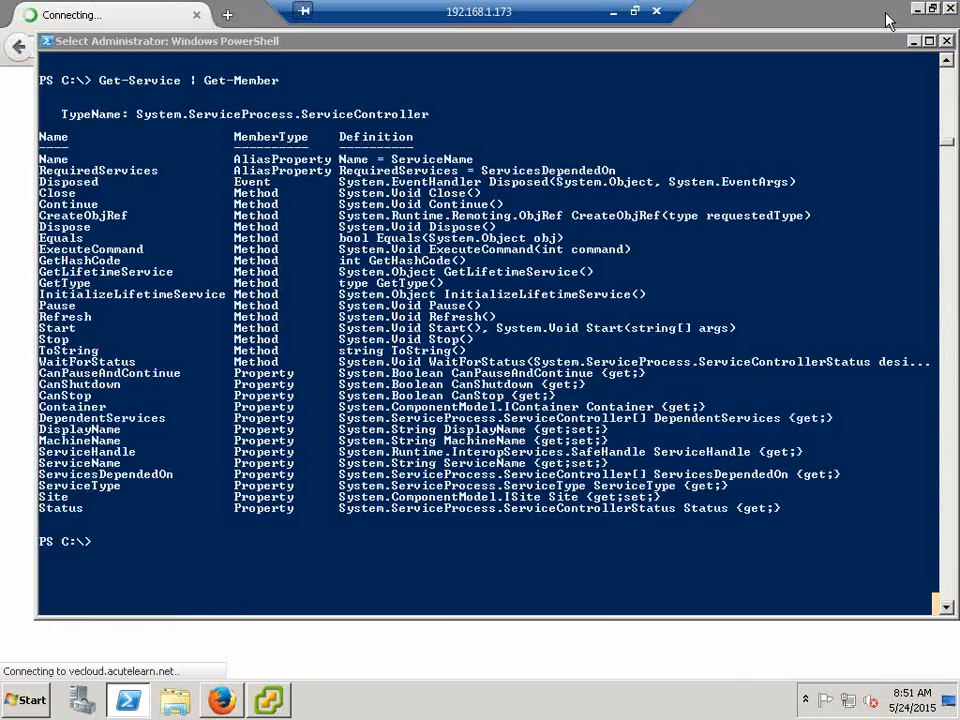 Connecting...
192.168.1.173
Select Administrator: Windows PowerShell
PS C:\> Get-Service | Get-Member
TypeName: System.ServiceProcess.ServiceController
Name MemberType Definition
---- ---------- ----------
Name AliasProperty Name = ServiceName
RequiredServices AliasProperty RequiredServices = ServicesDependedOn
Disposed Event System.EventHandler Disposed(System.Object, System.EventArgs)
Close Method System.Void Close()
Continue Method System.Void Continue()
CreateObjRef Method System.Runtime.Remoting.ObjRef CreateObjRef(type requestedType)
Dispose Method System.Void Dispose()
Equals Method bool Equals(System.Object obj)
ExecuteCommand Method System.Void ExecuteCommand(int command)
GetHashCode Method int GetHashCode()
GetLifetimeService Method System.Object GetLifetimeService()
GetType Method type GetType()
InitializeLifetimeService Method System.Object InitializeLifetimeService()
Pause Method System.Void Pause()
Refresh Method System.Void Refresh()
Start Method System.Void Start(), System.Void Start(string[] args)
Stop Method System.Void Stop()
ToString Method string ToString()
WaitForStatus Method System.Void WaitForStatus(System.ServiceProcess.ServiceControllerStatus desi...
CanPauseAndContinue Property System.Boolean CanPauseAndContinue {get;}
CanShutdown Property System.Boolean CanShutdown {get;}
CanStop Property System.Boolean CanStop {get;}
Container Property System.ComponentModel.IContainer Container {get;}
DependentServices Property System.ServiceProcess.ServiceController[] DependentServices {get;}
DisplayName Property System.String DisplayName {get;set;}
MachineName Property System.String MachineName {get;set;}
ServiceHandle Property System.Runtime.InteropServices.SafeHandle ServiceHandle {get;}
ServiceName Property System.String ServiceName {get;set;}
ServicesDependedOn Property System.ServiceProcess.ServiceController[] ServicesDependedOn {get;}
ServiceType Property System.ServiceProcess.ServiceType ServiceType {get;}
Site Property System.ComponentModel.ISite Site {get;set;}
Status Property System.ServiceProcess.ServiceControllerStatus Status {get;}
PS C:\>
Connecting to vecloud.acutelearn.net...
Start
8:51 AM
5/24/2015